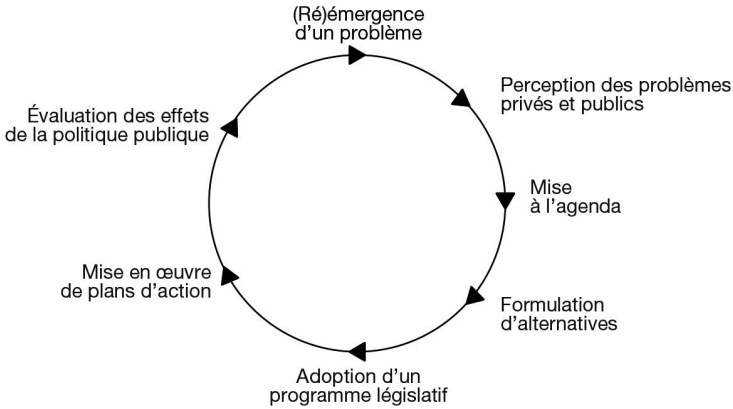 (Ré)émergence
d'un problème
Perception des problèmes
privés et publics
Mise
à l'agenda
Formulation
d'alternatives
Adoption d'un
programme législatif
Mise en œuvre
de plans d'action
Évaluation des effets
de la politique publique